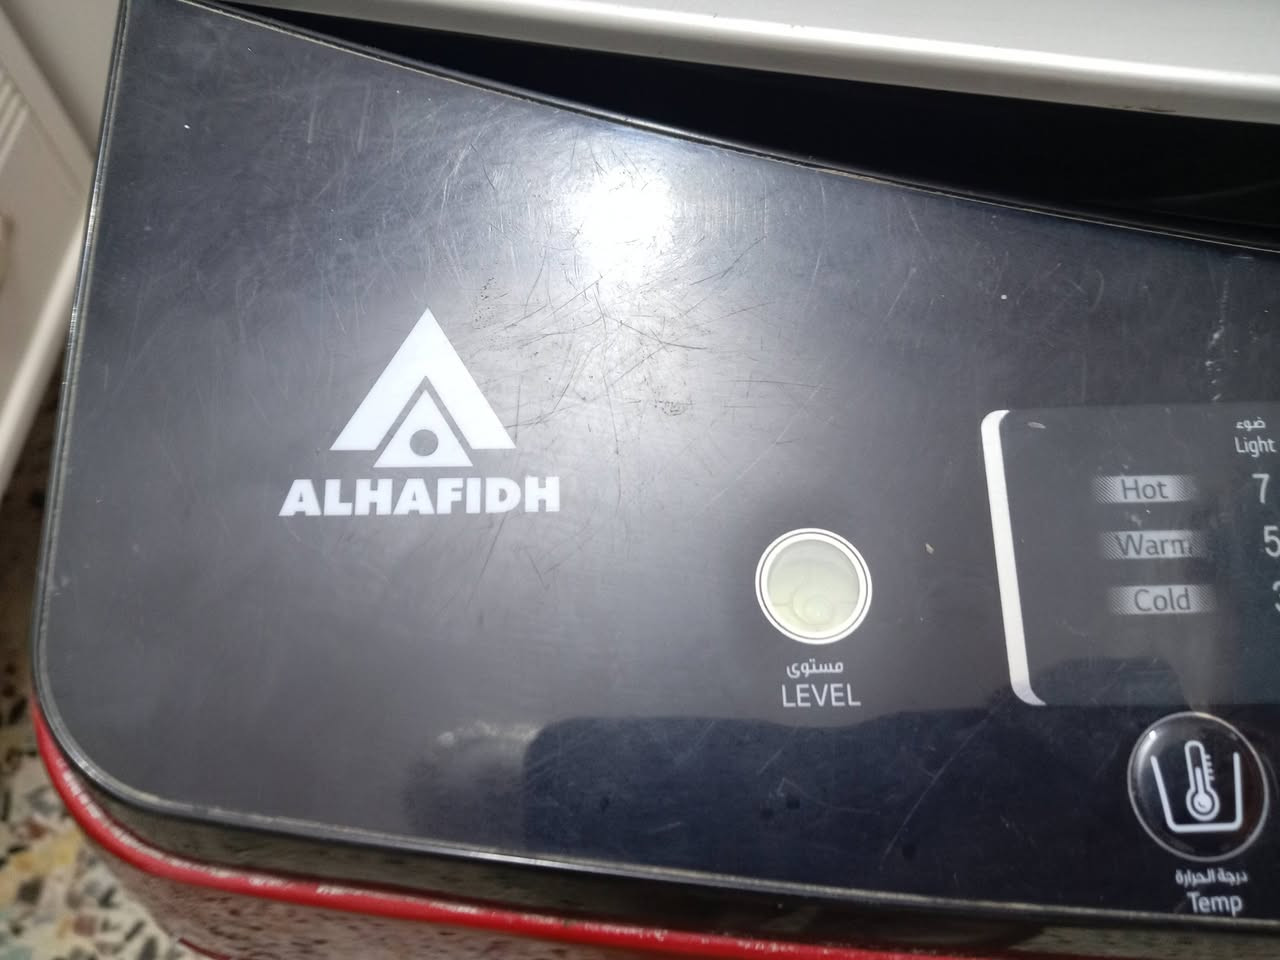 ALHAFIDH
مستوى
LEVEL
ضوء
Light
Hot
7
Warm
5
Cold
درجة الحرارة
Temp